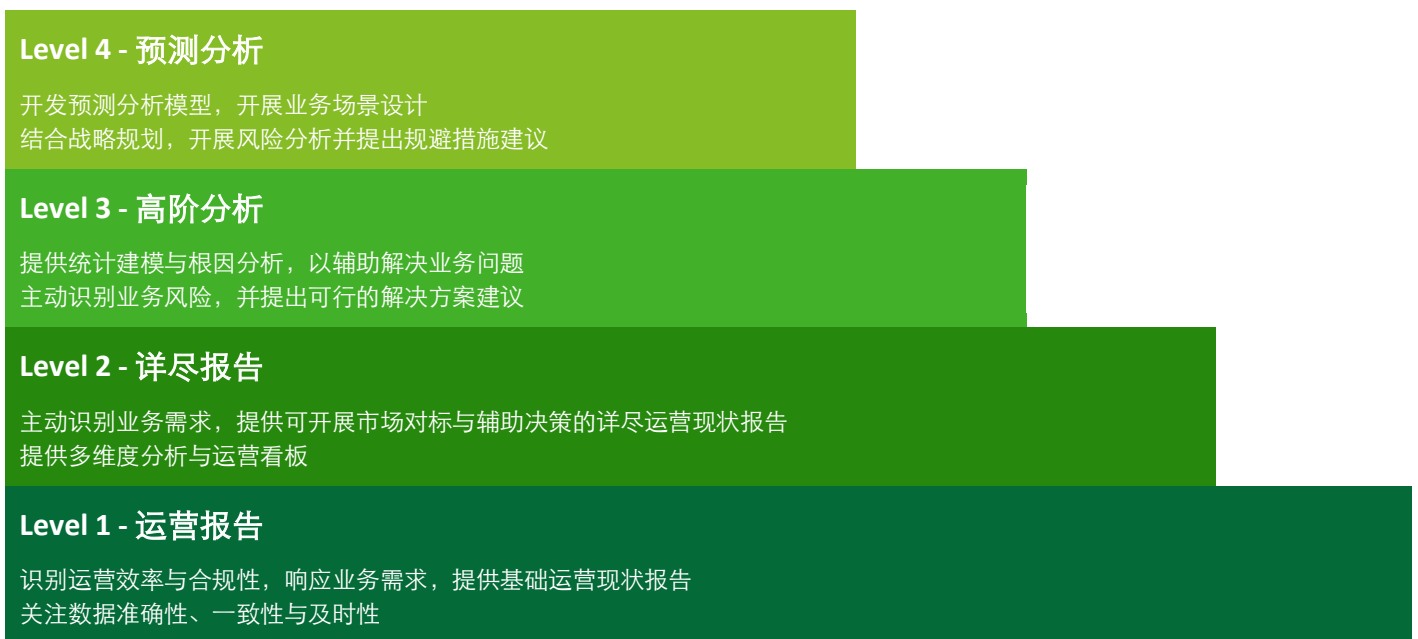 Level 4 - 预测分析
开发预测分析模型，开展业务场景设计
结合战略规划，开展风险分析并提出规避措施建议
Level 3 - 高阶分析
提供统计建模与根因分析，以辅助解决业务问题
主动识别业务风险，并提出可行的解决方案建议
Level 2 - 详尽报告
主动识别业务需求，提供可开展市场对标与辅助决策的详尽运营现状报告
提供多维度分析与运营看板
Level 1 - 运营报告
识别运营效率与合规性，响应业务需求，提供基础运营现状报告
关注数据准确性、一致性与及时性